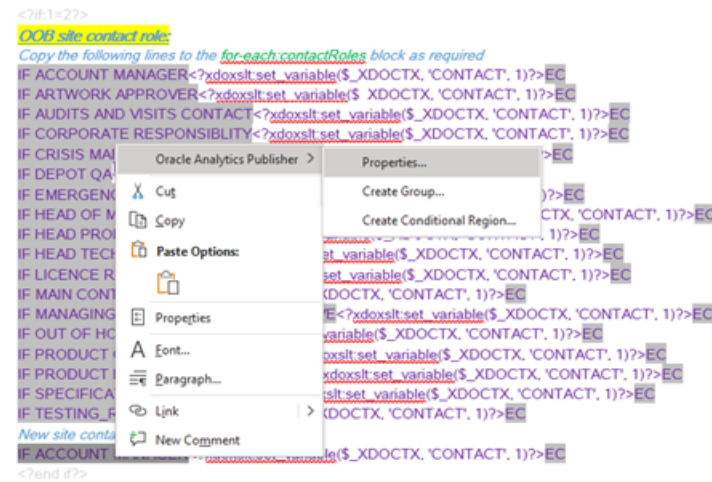 <?if:1=2?>
OOB site contact role:
Copy the following lines to the for-each:contactRoles block as required
IF ACCOUNT MANAGER<?xdoxslt:set_variable($_XDOCTX, 'CONTACT', 1)?>EC
IF ARTWORK APPROVER<?xdoxslt:set_variable($_XDOCTX, 'CONTACT', 1)?>EC
IF AUDITS AND VISITS CONTACT<?xdoxslt:set_variable($_XDOCTX, 'CONTACT', 1)?>EC
IF CORPORATE RESPONSIBLITY<?xdoxslt:set_variable($_XDOCTX, 'CONTACT', 1)?>EC
IF CRISIS MA ?>EC
IF DEPOT QA
IF EMERGENC )?>EC
IF HEAD OF M CTX, 'CONTACT', 1)?>EC
IF HEAD PRO 1)?>EC
IF HEAD TECH et_variable($_XDOCTX, 'CONTACT', 1)?>EC
IF LICENCE R set_variable($_XDOCTX, 'CONTACT', 1)?>EC
IF MAIN CONT XDOCTX, 'CONTACT', 1)?>EC
IF MANAGING E<?xdoxslt:set_variable($_XDOCTX, 'CONTACT', 1)?>EC
IF OUT OF HO variable($_XDOCTX, 'CONTACT', 1)?>EC
IF PRODUCT oxslt:set_variable($_XDOCTX, 'CONTACT', 1)?>EC
IF PRODUCT xdoxslt:set_variable($_XDOCTX, 'CONTACT', 1)?>EC
IF SPECIFICA xslt:set_variable($_XDOCTX, 'CONTACT', 1)?>EC
IF TESTING_R XDOCTX, 'CONTACT', 1)?>EC
New site conta
IF ACCOUNT MANAGER<?xdoxslt:set_variable($_XDOCTX, 'CONTACT', 1)?>EC
<?end if?>
Oracle Analytics Publisher
Cut
Copy
Paste Options:
Properties
Font...
Paragraph...
Link
New Comment
Properties...
Create Group...
Create Conditional Region...